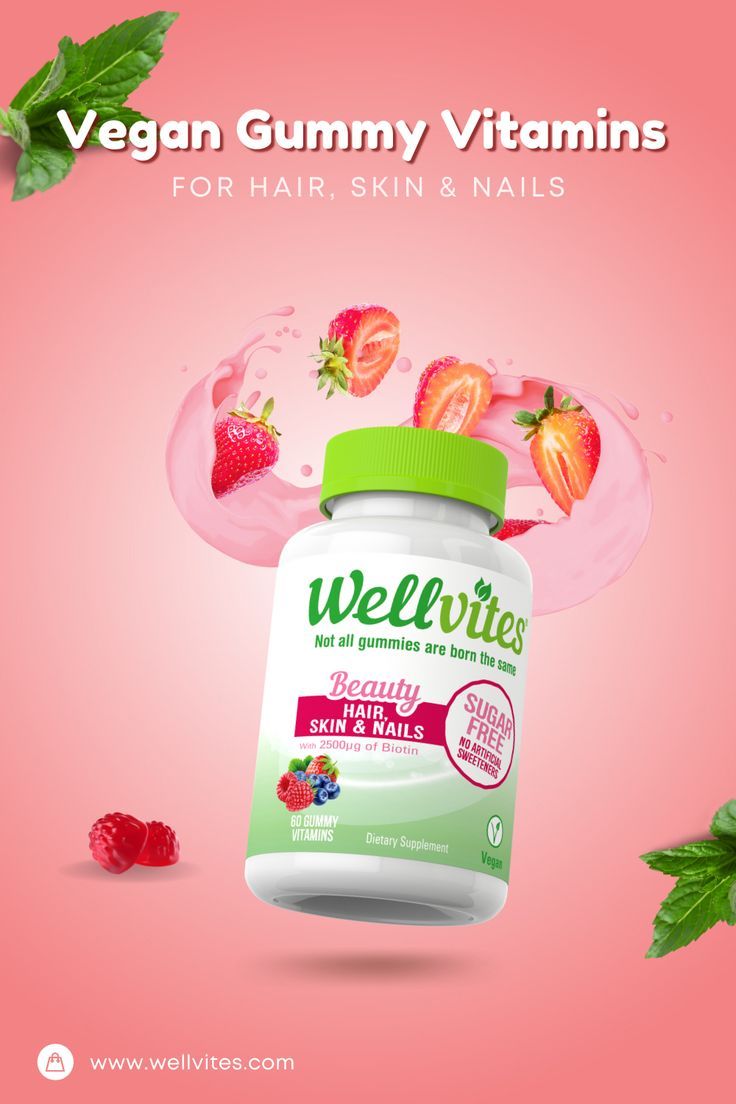 Vegan Gummy Vitamins
FOR HAIR, SKIN & NAILS
Wellvites®
Not all gummies are born the same
Beauty
HAIR,
SKIN & NAILS
With 2500µg of Biotin
SUGAR
FREE
NO ARTIFICIAL
SWEETENERS
60 GUMMY
VITAMINS
Dietary Supplement
Vegan
www.wellvites.com